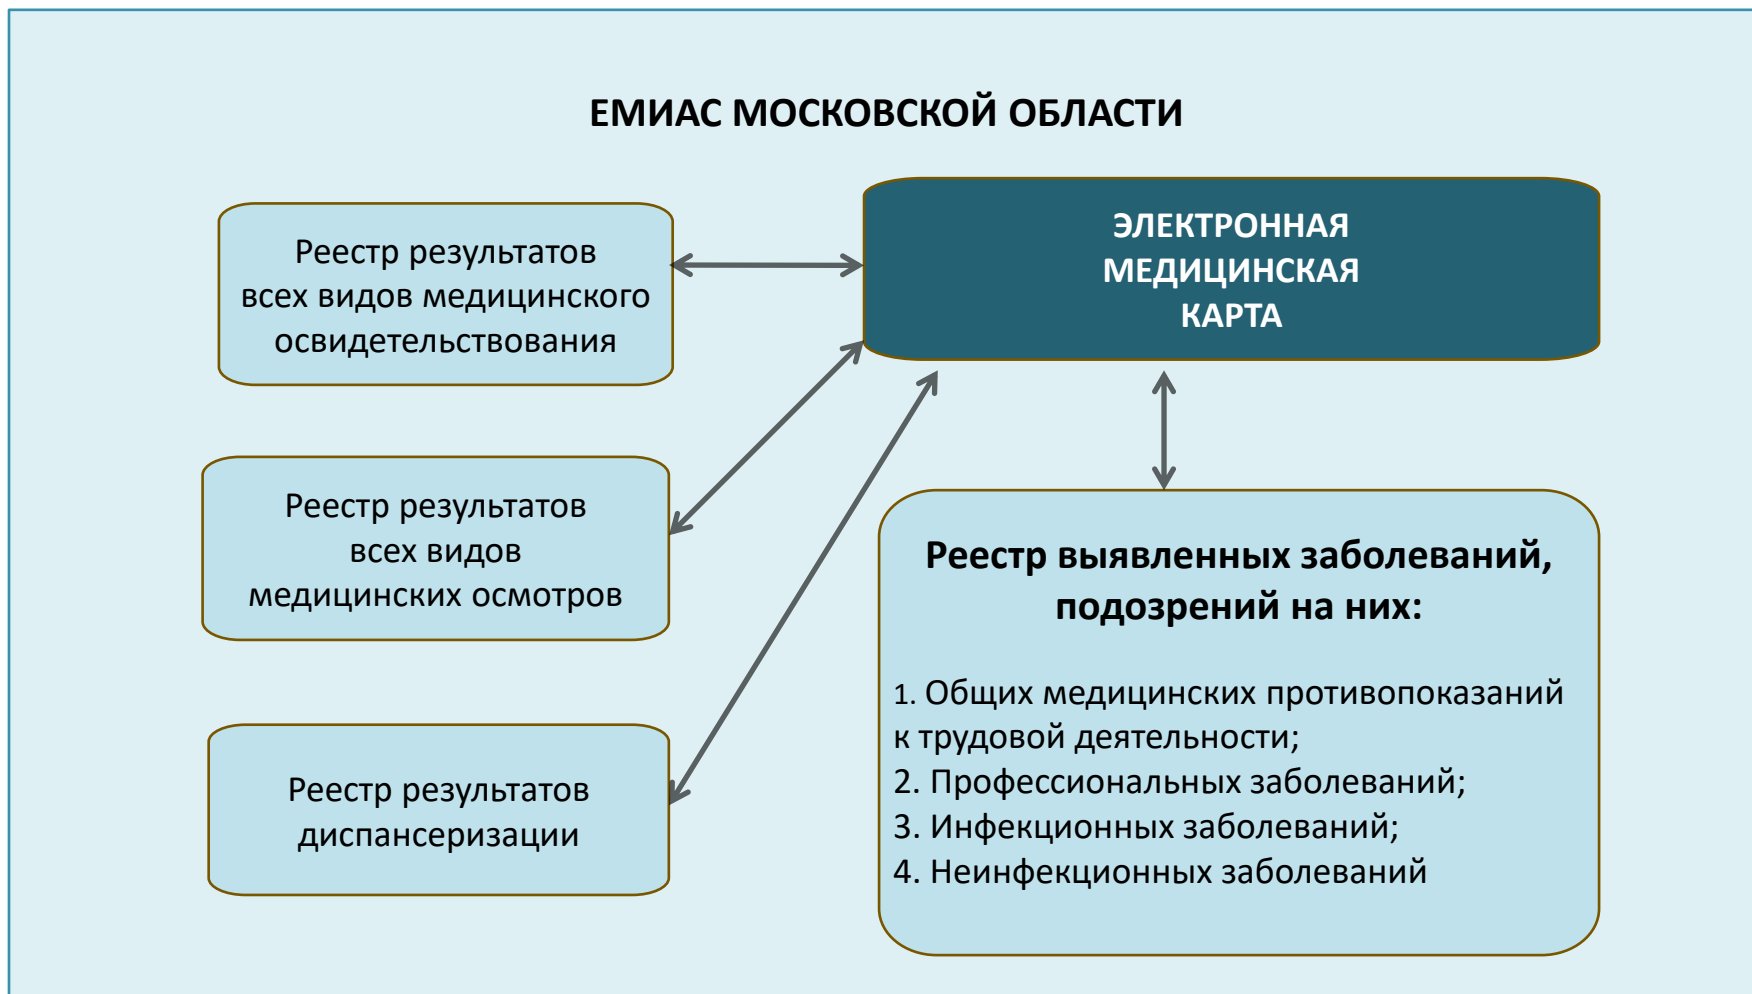 ЕМИАС МОСКОВСКОЙ ОБЛАСТИ
Реестр результатов
всех видов медицинского
освидетельствования
ЭЛЕКТРОННАЯ
МЕДИЦИНСКАЯ
КАРТА
Реестр результатов
всех видов
медицинских осмотров
Реестр результатов
диспансеризации
Реестр выявленных заболеваний,
подозрений на них:
1. Общих медицинских противопоказаний
к трудовой деятельности;
2. Профессиональных заболеваний;
3. Инфекционных заболеваний;
4. Неинфекционных заболеваний